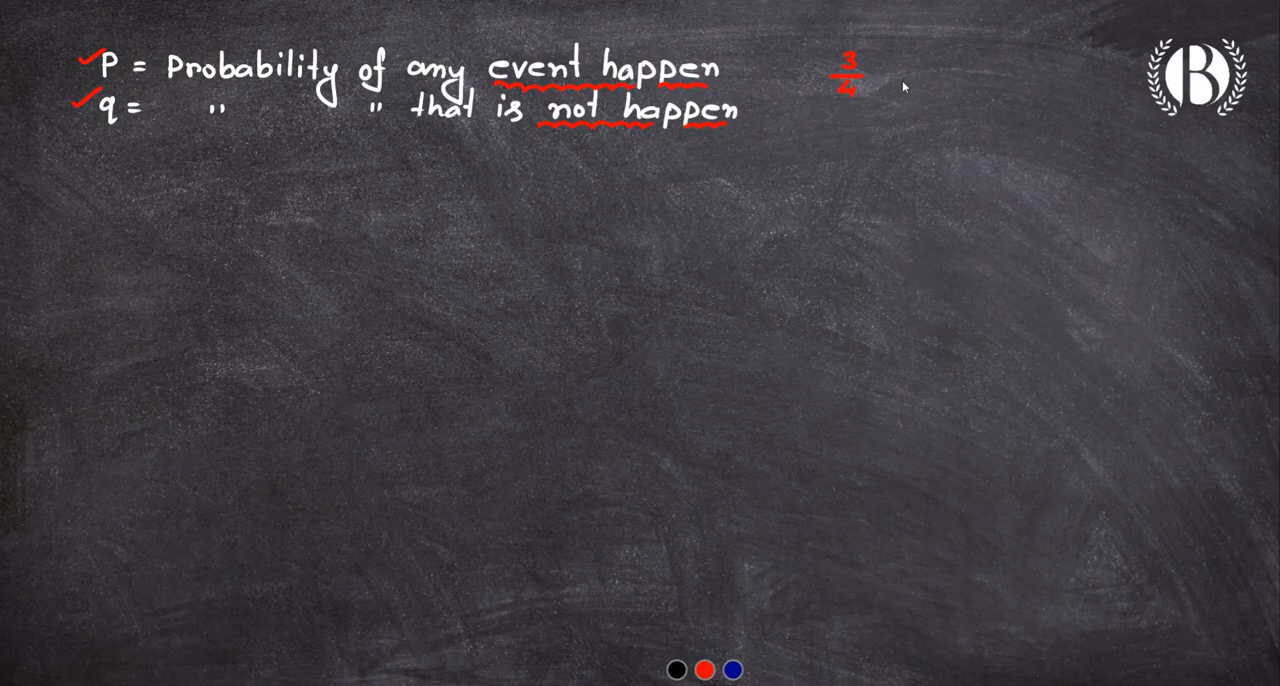 P = Probability of any event happen
q = " " that is not happen
3/4
B